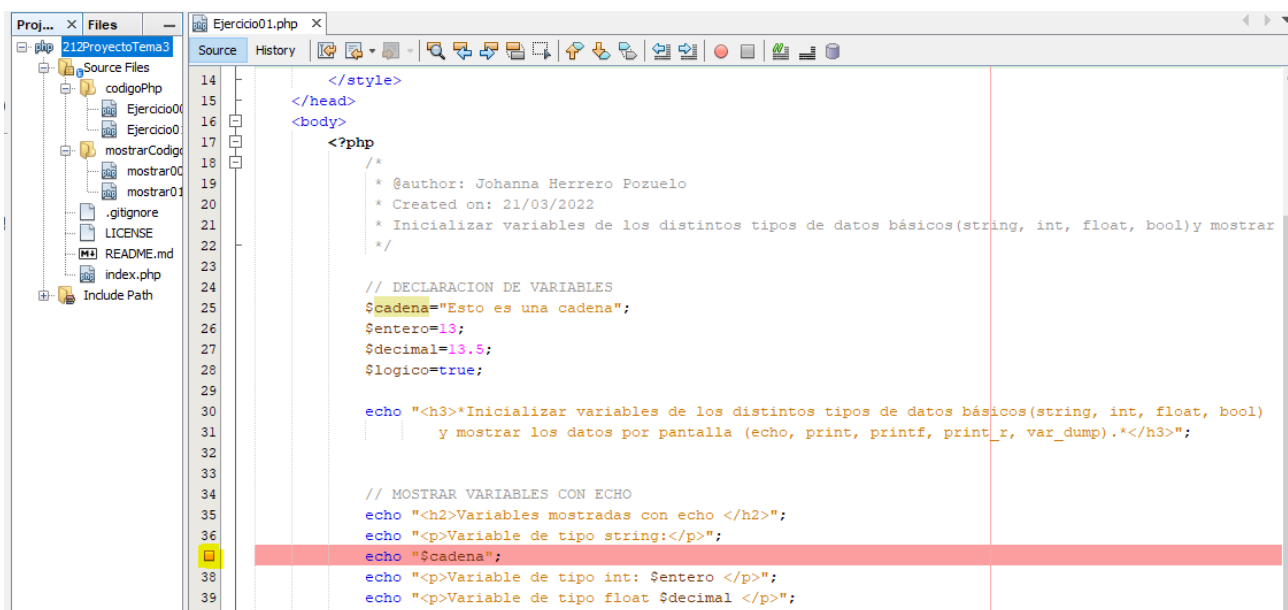 Proj... × Files
Ejercicio01.php ×
php 212ProyectoTema3
Source Files
codigoPhp
Ejercicio00
Ejercicio0
mostrarCodigo
mostrar00
mostrar01
.gitignore
LICENSE
README.md
index.php
Include Path
Source History
14 </style>
15 </head>
16 <body>
17 <?php
18 /*
19 * @author: Johanna Herrero Pozuelo
20 * Created on: 21/03/2022
21 * Inicializar variables de los distintos tipos de datos básicos(string, int, float, bool)y mostrar
22 */
23
24 // DECLARACION DE VARIABLES
25 $cadena="Esto es una cadena";
26 $entero=13;
27 $decimal=13.5;
28 $logico=true;
29
30 echo "<h3>*Inicializar variables de los distintos tipos de datos básicos(string, int, float, bool)
31 y mostrar los datos por pantalla (echo, print, printf, print_r, var_dump).*</h3>";
32
33
34 // MOSTRAR VARIABLES CON ECHO
35 echo "<h2>Variables mostradas con echo </h2>";
36 echo "<p>Variable de tipo string:</p>";
echo "$cadena";
38 echo "<p>Variable de tipo int: $entero </p>";
39 echo "<p>Variable de tipo float $decimal </p>";